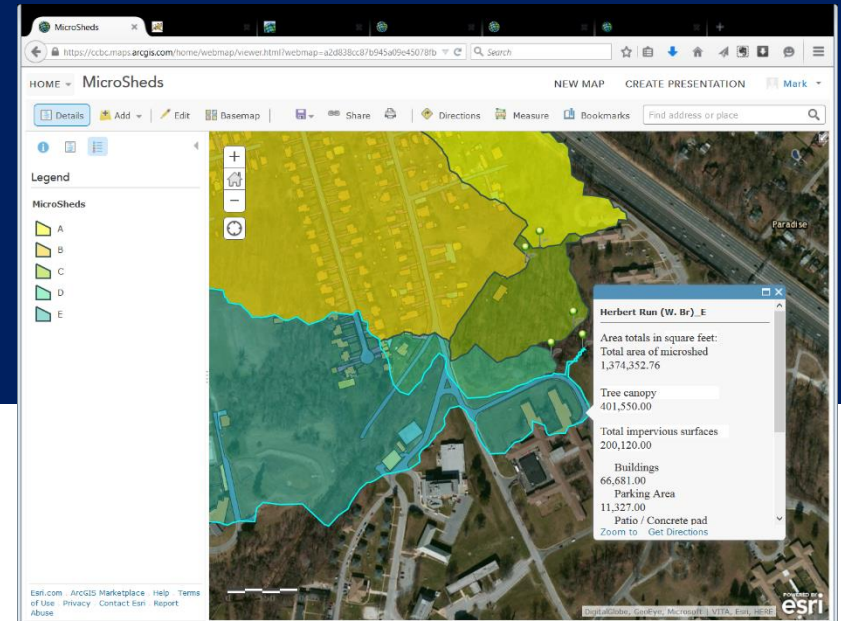 MicroSheds
https://ccbc.maps.arcgis.com/home/webmap/viewer.html?webmap=a2d838cc87b945a09e45078fb
Search
HOME MicroSheds
NEW MAP CREATE PRESENTATION Mark
Details Add Edit Basemap Share Directions Measure Bookmarks Find address or place
Legend
MicroSheds
A
B
C
D
E
Paradise
Herbert Run (W. Br)_E
Area totals in square feet:
Total area of microshed
1,374,352.76
Tree canopy
401,550.00
Total impervious surfaces
200,120.00
Buildings
66,681.00
Parking Area
11,327.00
Patio / Concrete pad
Zoom to Get Directions
Esri.com . ArcGIS Marketplace . Help . Terms
of Use . Privacy . Contact Esri . Report
Abuse
DigitalGlobe, GeoEye, Microsoft | VITA, Esri, HERE
POWERED BY
esri